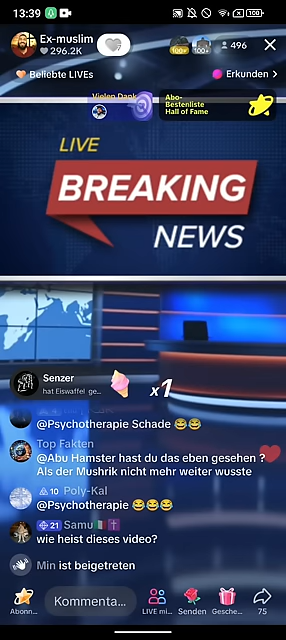 13:39
100
Ex-muslim
296.2K
100+
496
Beliebte LIVEs
Erkunden
Vielen Dank
Abo-
Bestenliste
Hall of Fame
LIVE
BREAKING
NEWS
Senzer
hat Eiswaffel ge...
x1
@Psychotherapie Schade 😂😂
Top Fakten
@Abu Hamster hast du das eben gesehen ?
Als der Mushrik nicht mehr weiter wusste
10 Poly-Kal
@Psychotherapie 😂😂😂
21 Samu🇮🇹✝️
wie heist dieses video?
Min ist beigetreten
Abonn...
Kommenta...
LIVE mi...
Senden
Gesche...
75